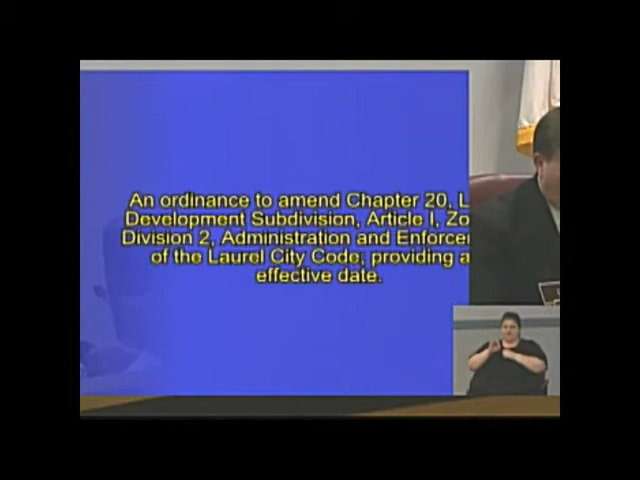 An ordinance to amend Chapter 20, L
Development Subdivision, Article I, Zo
Division 2, Administration and Enforce
of the Laurel City Code; providing a
effective date.